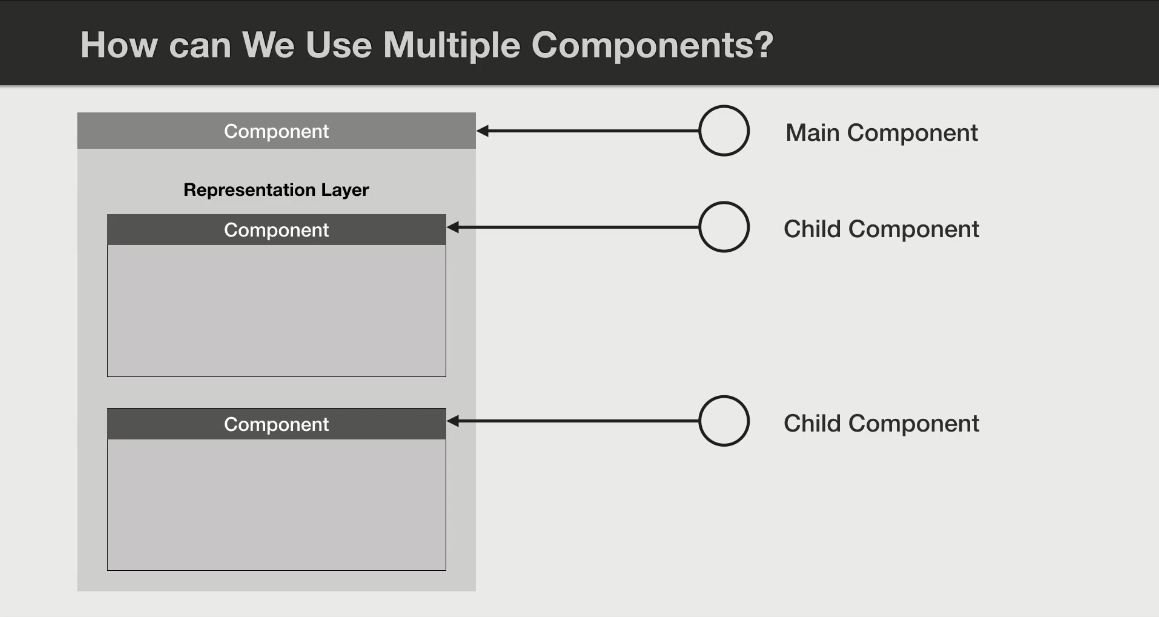 How can We Use Multiple Components?
Component
Main Component
Representation Layer
Component
Child Component
Component
Child Component